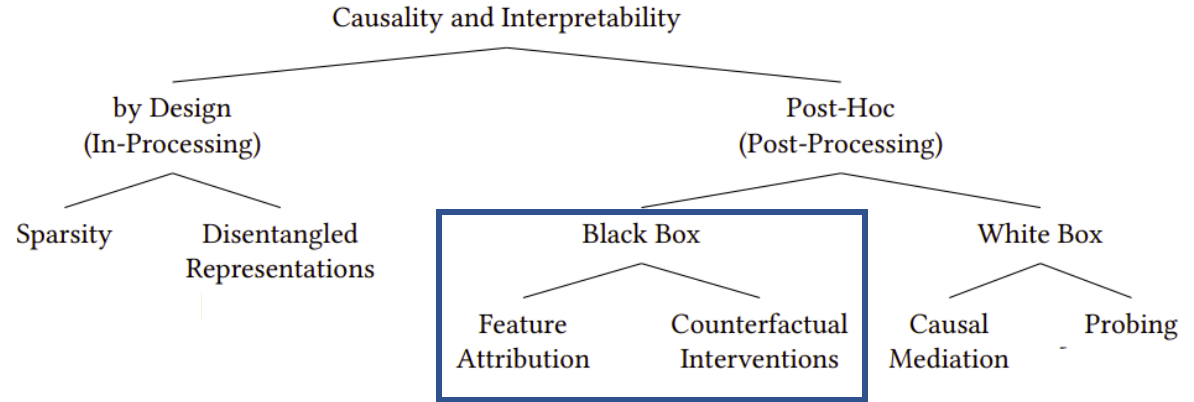 Causality and Interpretability
by Design
(In-Processing)
Post-Hoc
(Post-Processing)
Sparsity
Disentangled
Representations
Black Box
White Box
Feature
Attribution
Counterfactual
Interventions
Causal
Mediation
Probing